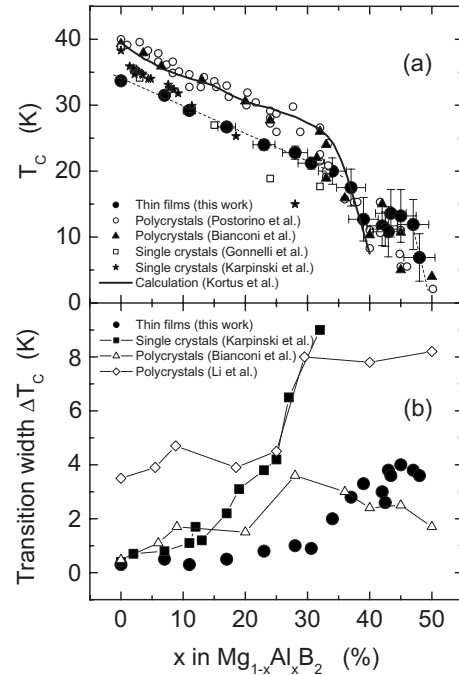 40
30
20
10
0
T_C (K)
(a)
Thin films (this work)
Polycrystals (Postorino et al.)
Polycrystals (Bianconi et al.)
Single crystals (Gonnelli et al.)
Single crystals (Karpinski et al.)
Calculation (Kortus et al.)
8
6
4
2
0
Transition width ΔT_C (K)
Thin films (this work)
Single crystals (Karpinski et al.)
Polycrystals (Bianconi et al.)
Polycrystals (Li et al.)
(b)
0 10 20 30 40 50
x in Mg_{1-x}Al_xB_2 (%)